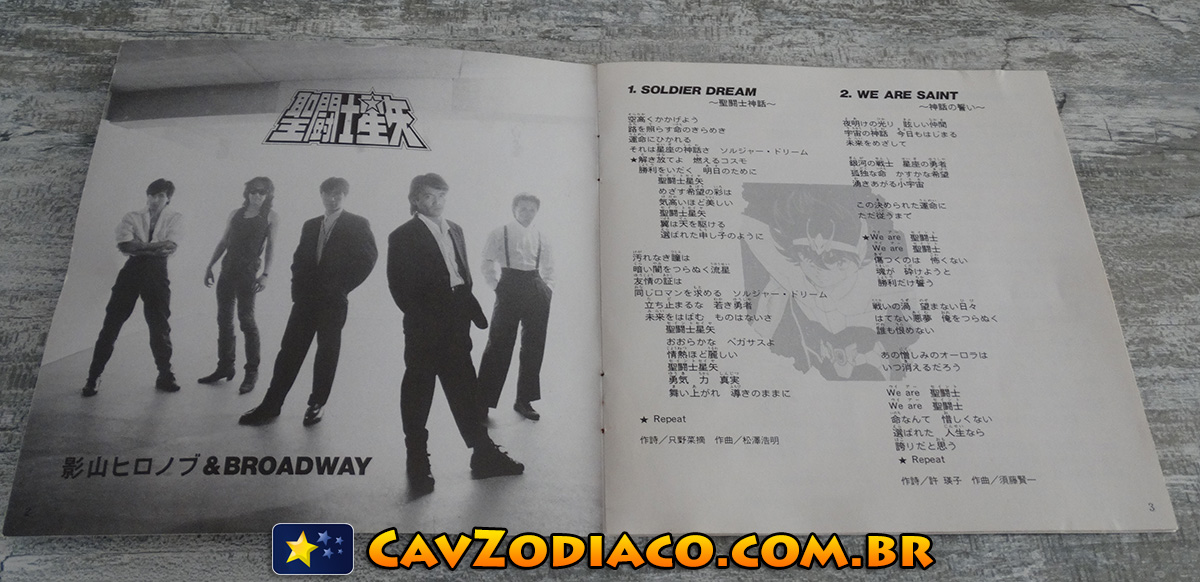 聖闘士星矢
影山ヒロノブ&BROADWAY
1. SOLDIER DREAM
〜聖闘士神話〜
空高くかかげよう
路を照らす命のきらめき
運命にひかれる
それは星座の神話さ ソルジャー・ドリーム
★解き放てよ 燃えるコスモ
勝利をいだく 明日のために
聖闘士星矢
めざす希望の彩は
気高いほど美しい
聖闘士星矢
翼は天を駆ける
選ばれた申し子のように
汚れなき瞳は
暗い闇をつらぬく流星
友情の証は
同じロマンを求める ソルジャー・ドリーム
立ち止まるな 若き勇者
未来をはばむ ものはないさ
聖闘士星矢
おおらかな ペガサスよ
情熱ほど麗しい
聖闘士星矢
勇気 力 真実
舞い上がれ 導きのままに
★ Repeat
作詩/只野菜摘 作曲/松澤浩明
2. WE ARE SAINT
〜神話の誓い〜
夜明けの光り 眩しい仲間
宇宙の神話 今日もはじまる
未来をめざして
銀河の戦士 星座の勇者
孤独な命 かすかな希望
湧きあがる小宇宙
この決められた運命に
ただ従うまで
★We are 聖闘士
We are 聖闘士
傷つくのは 怖くない
魂が 砕けようと
勝利だけ誓う
戦いの渦 望まない日々
はてない悪夢 俺をつらぬく
誰も恨めない
あの憎しみのオーロラは
いつ消えるだろう
We are 聖闘士
We are 聖闘士
命なんて 惜しくない
選ばれた 人生なら
誇りだと思う
★ Repeat
作詩/許 瑛子 作曲/須藤賢一
3
CAVZODIACO.COM.BR